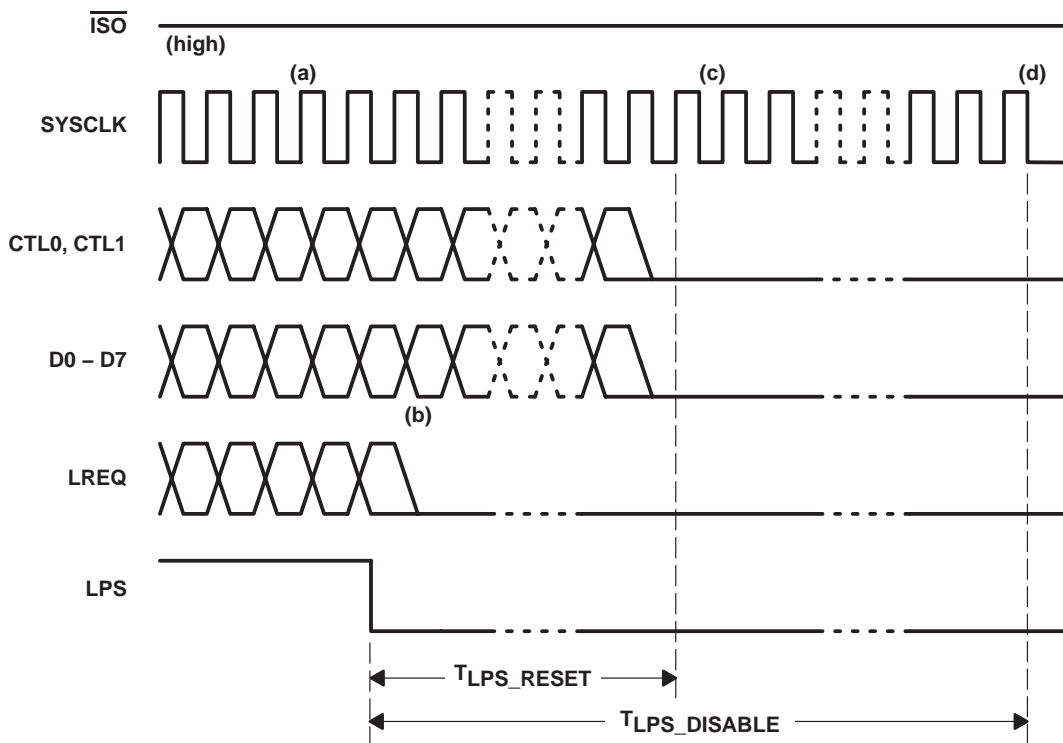 ISO
(high)
(a)
(c)
(d)
SYSCLK
CTL0, CTL1
D0 – D7
(b)
LREQ
LPS
TLPS_RESET
TLPS_DISABLE